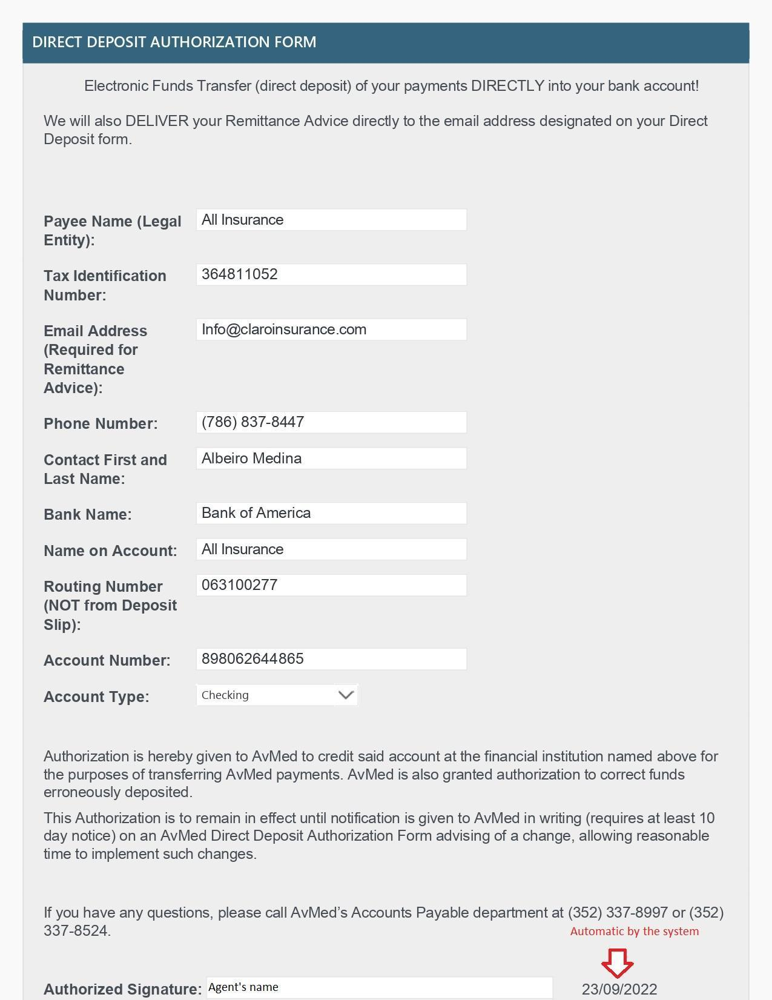 DIRECT DEPOSIT AUTHORIZATION FORM
Electronic Funds Transfer (direct deposit) of your payments DIRECTLY into your bank account!
We will also DELIVER your Remittance Advice directly to the email address designated on your Direct
Deposit form.
Payee Name (Legal
Entity):
All Insurance
Tax Identification
Number:
364811052
Email Address
(Required for
Remittance
Advice):
Info@claroinsurance.com
Phone Number:
(786) 837-8447
Contact First and
Last Name:
Albeiro Medina
Bank Name:
Bank of America
Name on Account:
All Insurance
Routing Number
(NOT from Deposit
Slip):
063100277
Account Number:
898062644865
Account Type:
Checking
Authorization is hereby given to AvMed to credit said account at the financial institution named above for
the purposes of transferring AvMed payments. AvMed is also granted authorization to correct funds
erroneously deposited.
This Authorization is to remain in effect until notification is given to AvMed in writing (requires at least 10
day notice) on an AvMed Direct Deposit Authorization Form advising of a change, allowing reasonable
time to implement such changes.
If you have any questions, please call AvMed’s Accounts Payable department at (352) 337-8997 or (352)
337-8524.
Automatic by the system
Authorized Signature:
Agent's name
23/09/2022